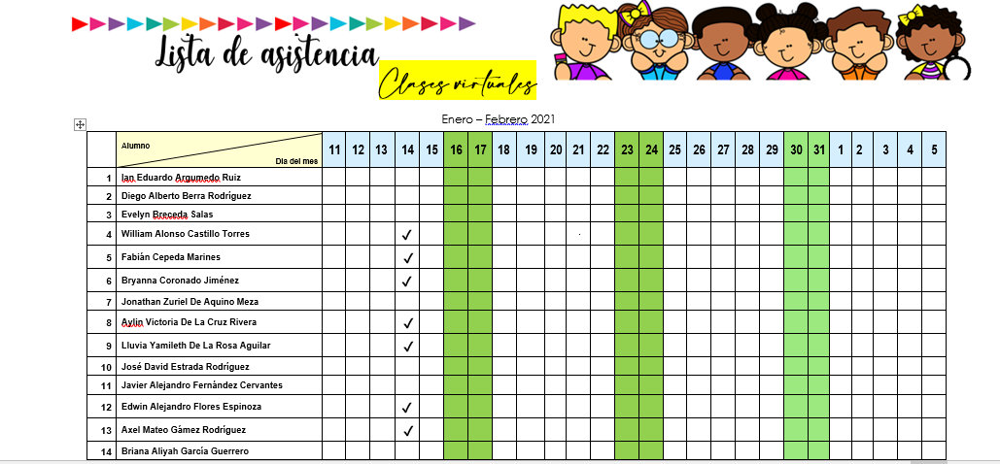 Lista de asistencia
Clases virtuales
Enero – Febrero 2021
Alumno
Dia del mes
11 12 13 14 15 16 17 18 19 20 21 22 23 24 25 26 27 28 29 30 31 1 2 3 4 5
1 Ian Eduardo Argumedo Ruiz
2 Diego Alberto Berra Rodríguez
3 Evelyn Breceda Salas
4 William Alonso Castillo Torres ✓
5 Fabián Cepeda Marines ✓
6 Bryanna Coronado Jiménez ✓
7 Jonathan Zuriel De Aquino Meza
8 Aylin Victoria De La Cruz Rivera ✓
9 Lluvia Yamileth De La Rosa Aguilar ✓
10 José David Estrada Rodríguez
11 Javier Alejandro Fernández Cervantes
12 Edwin Alejandro Flores Espinoza ✓
13 Axel Mateo Gámez Rodríguez ✓
14 Briana Aliyah García Guerrero